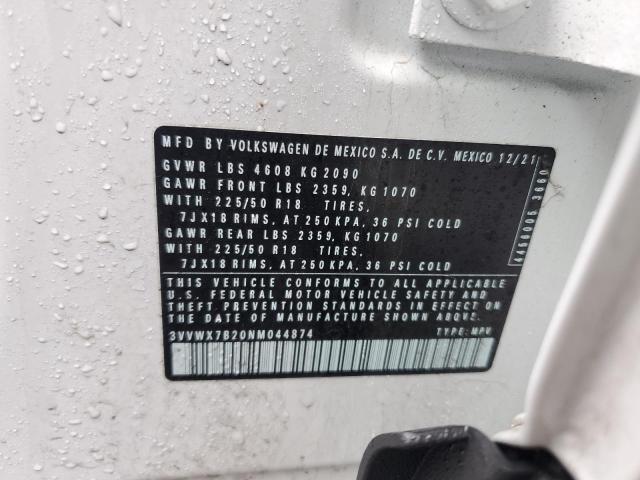 MFD BY VOLKSWAGEN DE MEXICO S.A. DE C.V. MEXICO 12/21
GVWR LBS 4608 KG 2090
GAWR FRONT LBS 2359, KG 1070
WITH 225/50 R18 TIRES,
7JX18 RIMS, AT 250 KPA, 36 PSI COLD
GAWR REAR LBS 2359, KG 1070
WITH 225/50 R18 TIRES,
7JX18 RIMS, AT 250 KPA, 36 PSI COLD
THIS VEHICLE CONFORMS TO ALL APPLICABLE
U.S. FEDERAL MOTOR VEHICLE SAFETY AND
THEFT PREVENTION STANDARDS IN EFFECT ON
THE DATE OF MANUFACTURE SHOWN ABOVE.
3VVWX7B20NM044874 TYPE: MPV